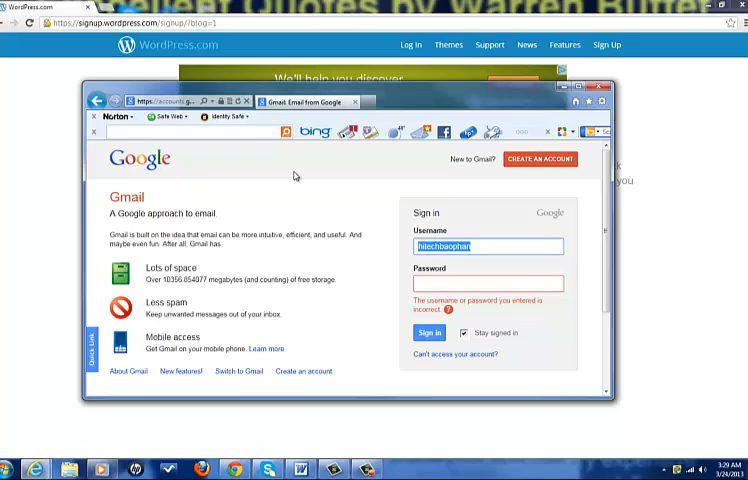 WordPress.com
https://signup.wordpress.com/signup/?blog=1
WordPress.com
Log In Themes Support News Features Sign Up
We'll help you discover
https://accounts.g...
Gmail: Email from Google
Norton
Safe Web
Identity Safe
bing
Google
New to Gmail? CREATE AN ACCOUNT
Gmail
A Google approach to email.
Gmail is built on the idea that email can be more intuitive, efficient, and useful. And
maybe even fun. After all, Gmail has:
Lots of space
Over 10356.654077 megabytes (and counting) of free storage.
Less spam
Keep unwanted messages out of your inbox.
Mobile access
Get Gmail on your mobile phone. Learn more
About Gmail New features! Switch to Gmail Create an account
Quick Link
Sign in Google
Username
hitechbaophan
Password
The username or password you entered is
incorrect. ?
Sign in Stay signed in
Can't access your account?
k
you
3:29 AM
3/24/2013